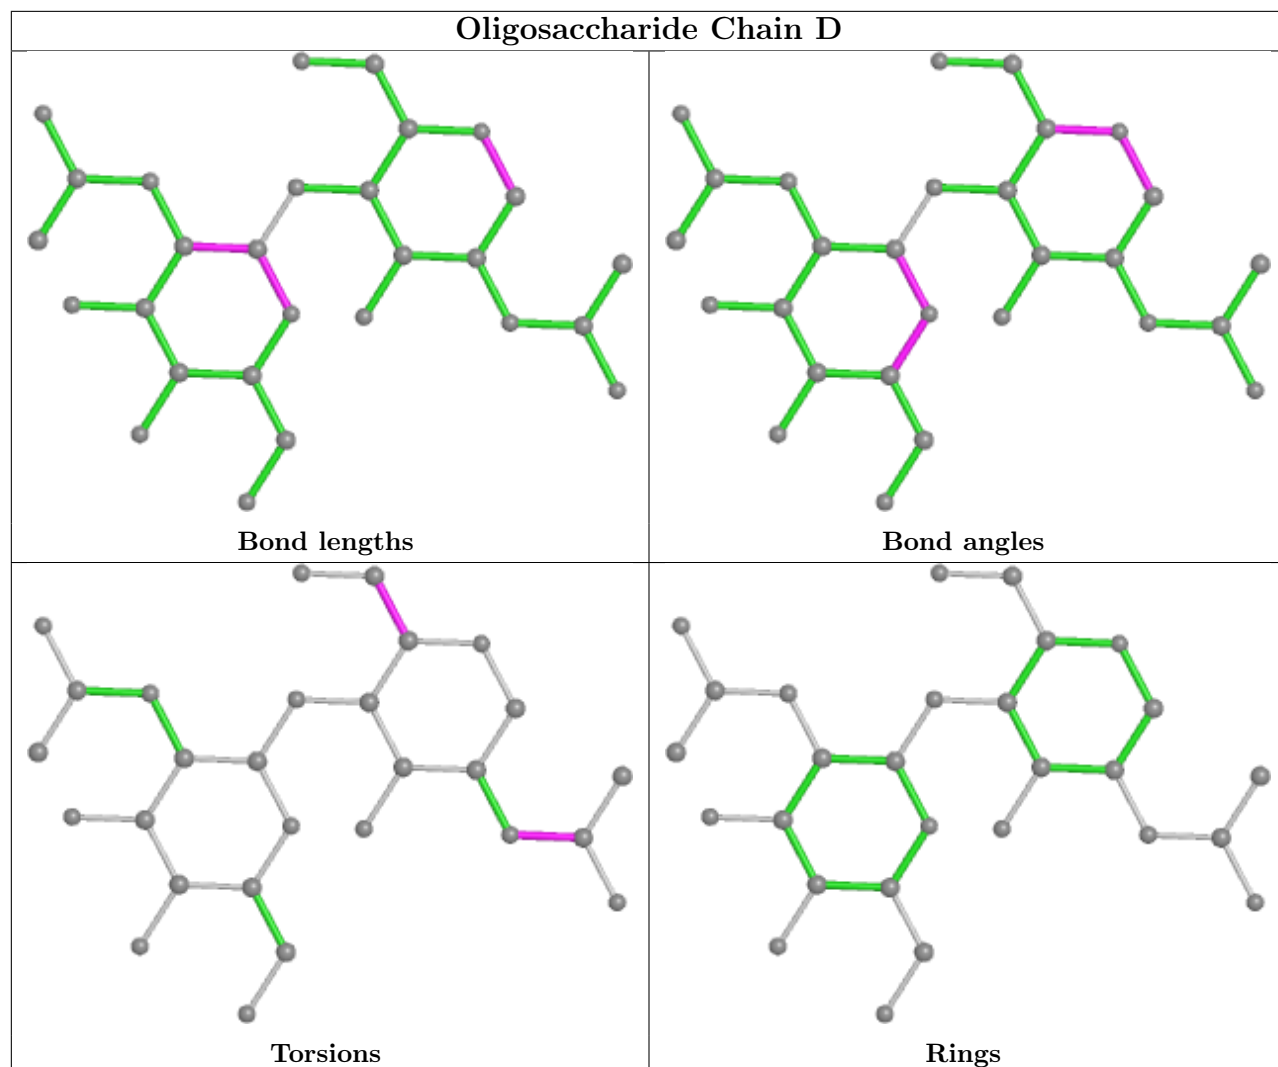 Oligosaccharide Chain D
Bond lengths
Bond angles
Torsions
Rings